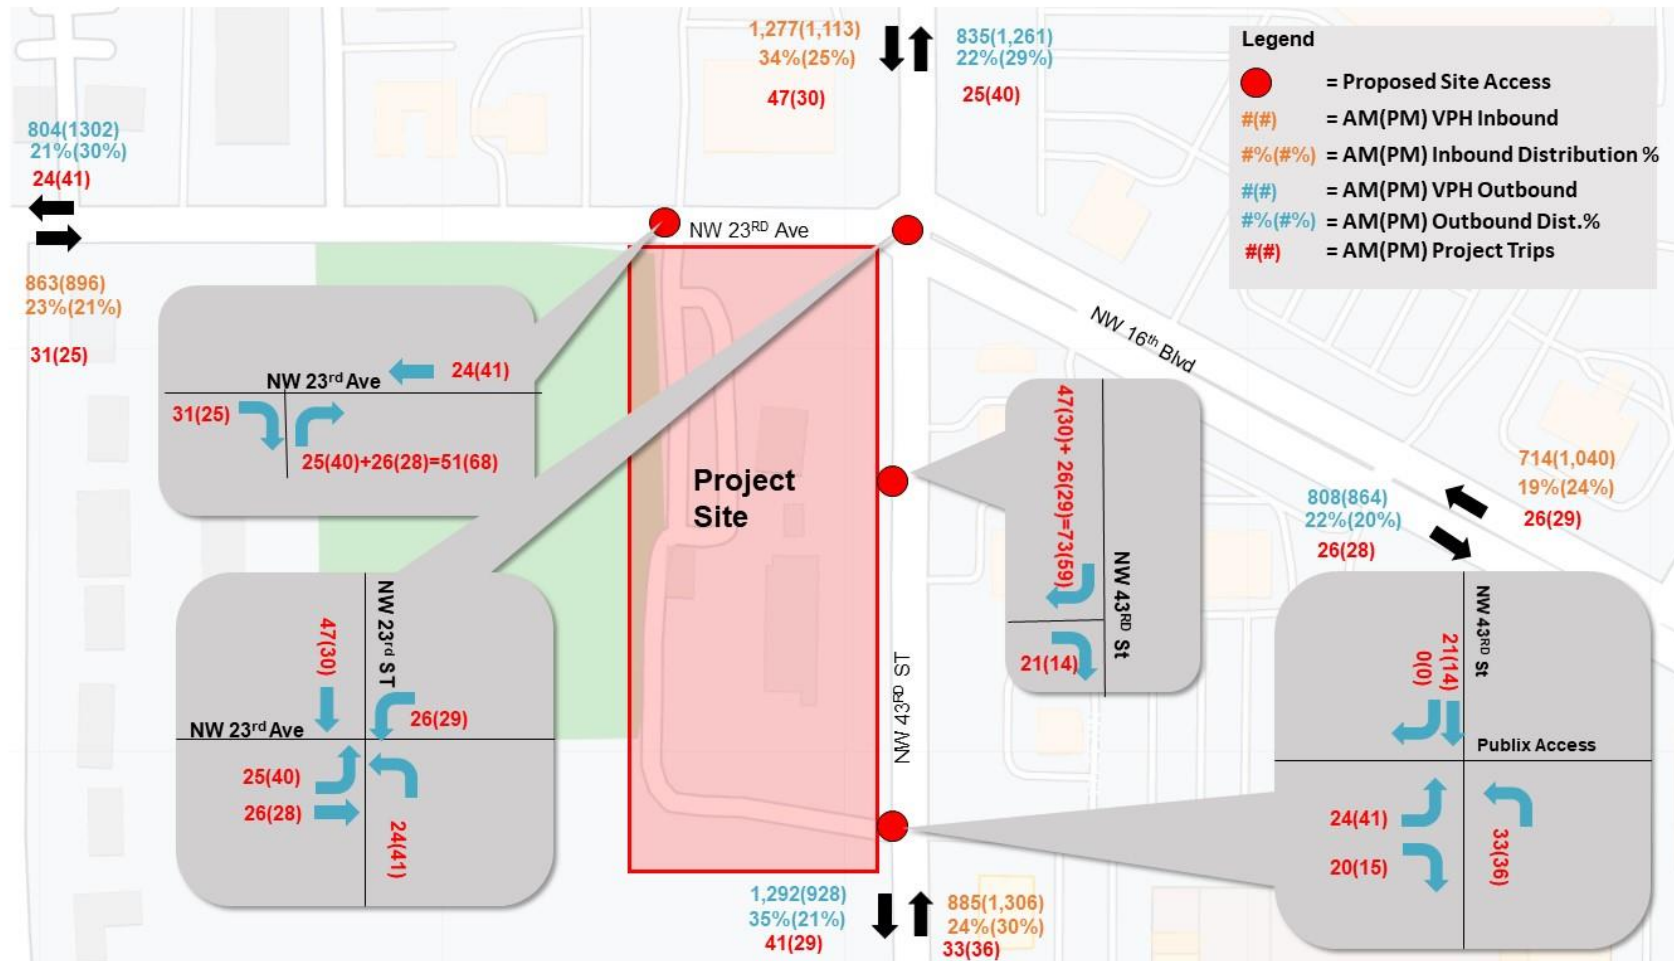 1,277(1,113)
34%(25%)
47(30)
835(1,261)
22%(29%)
25(40)
Legend
= Proposed Site Access
#(#) = AM(PM) VPH Inbound
#%(#%) = AM(PM) Inbound Distribution %
#(#) = AM(PM) VPH Outbound
#%(#%) = AM(PM) Outbound Dist.%
#(#) = AM(PM) Project Trips
804(1302)
21%(30%)
24(41)
863(896)
23%(21%)
31(25)
NW 23RD Ave
NW 16th Blvd
NW 23rd Ave
24(41)
31(25)
25(40)+26(28)=51(68)
Project
Site
47(30)+ 26(29)=73(59)
NW 43RD St
21(14)
714(1,040)
19%(24%)
26(29)
808(864)
22%(20%)
26(28)
NW 43RD ST
47(30)
NW 23rd ST
26(29)
NW 23rd Ave
25(40)
26(28)
24(41)
NW 43RD St
21(14)
0(0)
Publix Access
24(41)
20(15)
33(36)
1,292(928)
35%(21%)
41(29)
885(1,306)
24%(30%)
33(36)